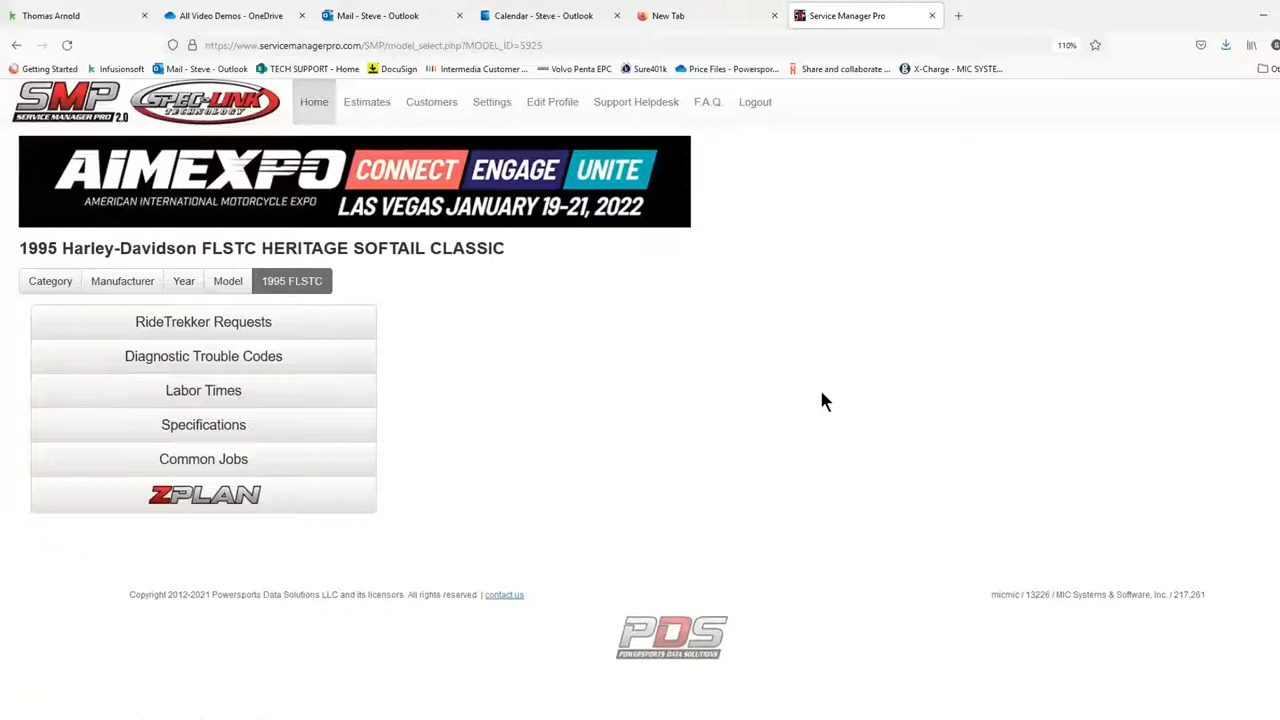 Thomas Arnold
All Video Demos - OneDrive
Mail - Steve - Outlook
Calendar - Steve - Outlook
New Tab
Service Manager Pro
https://www.servicemanagerpro.com/SMP/model_select.php?MODEL_ID=5925
110%
Getting Started
Infusionsoft
Mail - Steve - Outlook
TECH SUPPORT - Home
DocuSign
Intermedia Customer ...
Volvo Penta EPC
Sure401k
Price Files - Powerspor...
Share and collaborate ...
X-Charge - MIC SYSTE...
SMP
SERVICE MANAGER PRO 2.0
SPEC-LINK
TECHNOLOGY
Home
Estimates
Customers
Settings
Edit Profile
Support Helpdesk
F.A.Q.
Logout
AIMEXPO CONNECT ENGAGE UNITE
AMERICAN INTERNATIONAL MOTORCYCLE EXPO
LAS VEGAS JANUARY 19-21, 2022
1995 Harley-Davidson FLSTC HERITAGE SOFTAIL CLASSIC
Category
Manufacturer
Year
Model
1995 FLSTC
RideTrekker Requests
Diagnostic Trouble Codes
Labor Times
Specifications
Common Jobs
ZPLAN
Copyright 2012-2021 Powersports Data Solutions LLC and its licensors. All rights reserved. | contact us
micmic / 13226 / MIC Systems & Software, Inc. / 217,261
PDS
POWERSPORTS DATA SOLUTIONS